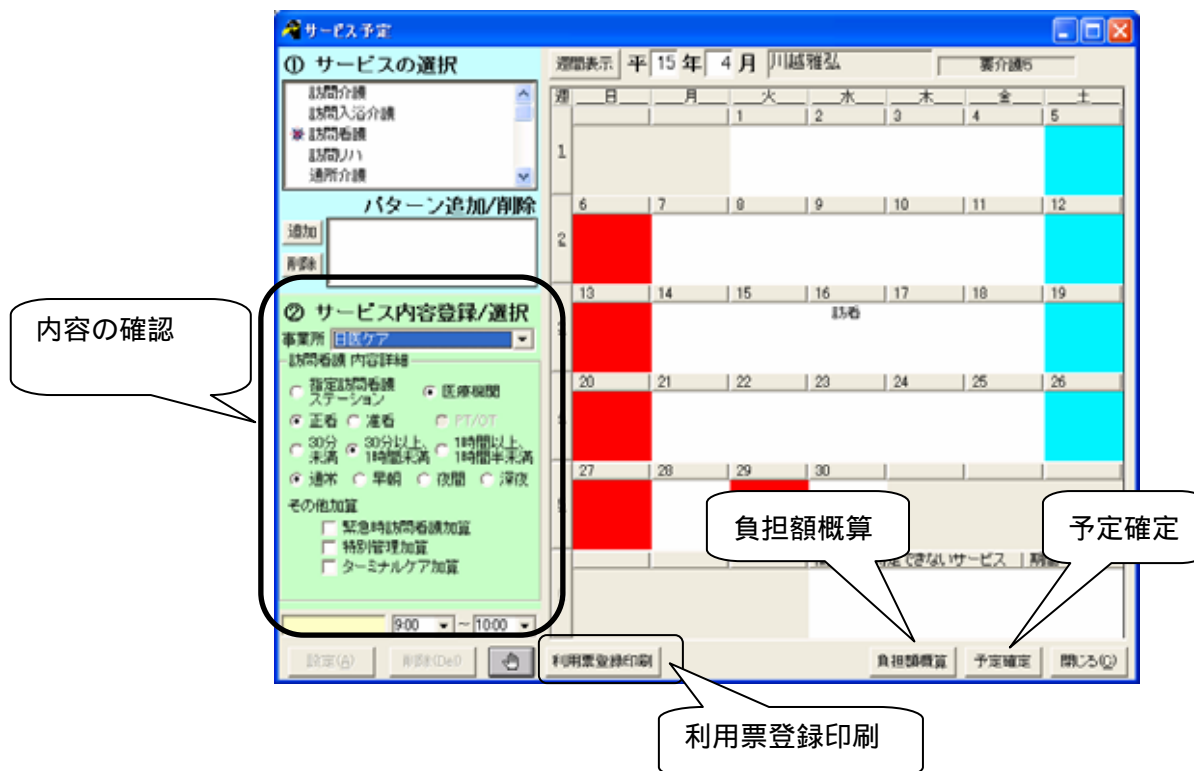 サービス予定
① サービスの選択
訪問介護
訪問入浴介護
訪問看護
訪問リハ
通所介護
パターン追加/削除
追加
削除
② サービス内容登録/選択
事業所 日医ケア
訪問看護 内容詳細
指定訪問看護ステーション 医療機関
正看 准看 PT/OT
30分未満 30分以上、1時間未満 1時間以上、1時間半未満
通常 早朝 夜間 深夜
その他加算
緊急時訪問看護加算
特別管理加算
ターミナルケア加算
9:00 ～ 10:00
設定(A) 削除(Del)
週間表示 平 15 年 4 月 川越雅弘 要介護5
週 日 月 火 水 木 金 土
1 2 3 4 5
1
6 7 8 9 10 11 12
2
13 14 15 16 17 18 19
訪看
20 21 22 23 24 25 26
27 28 29 30
できないサービス
利用票登録印刷 負担額概算 予定確定 閉じる(Q)
内容の確認
負担額概算
予定確定
利用票登録印刷